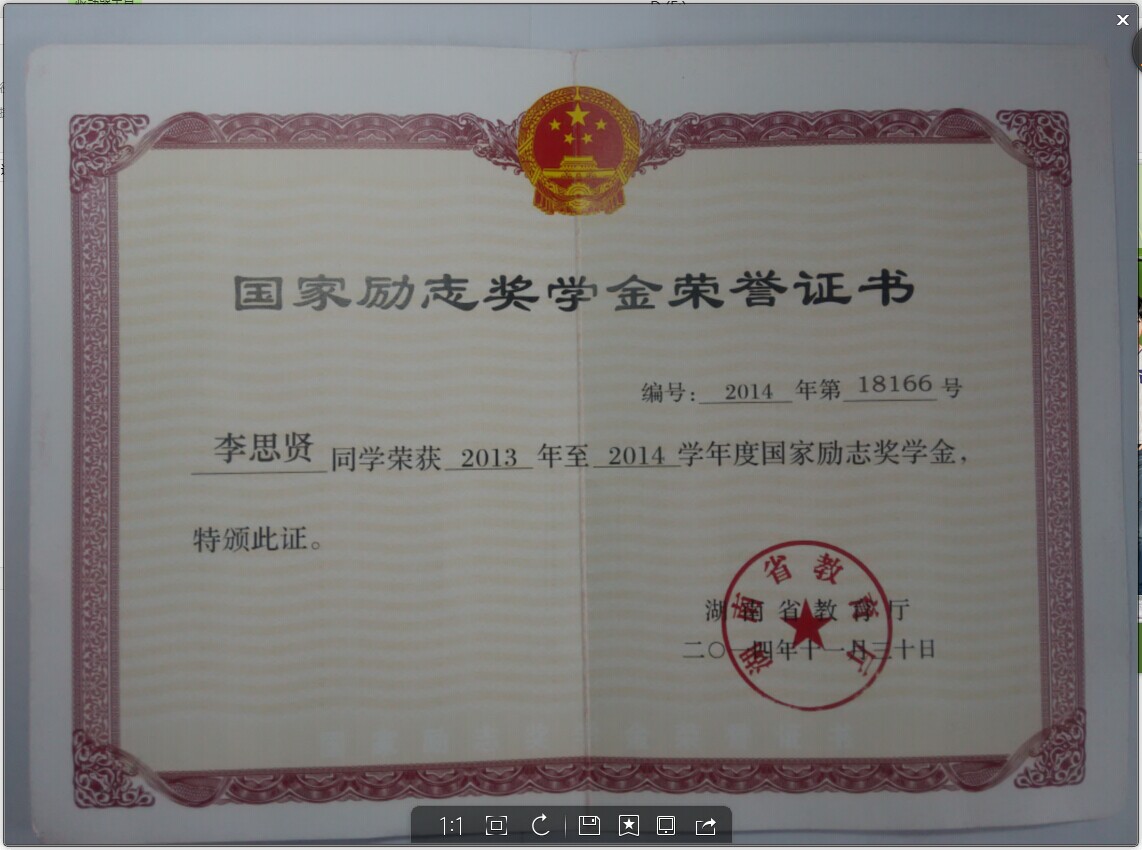 国家励志奖学金荣誉证书
编号: 2014 年第 18166 号
李思贤 同学荣获 2013 年至 2014 学年度国家励志奖学金，
特颁此证。
湖南省教育厅
湖南省教育厅
二〇一四年十一月三十日
1:1